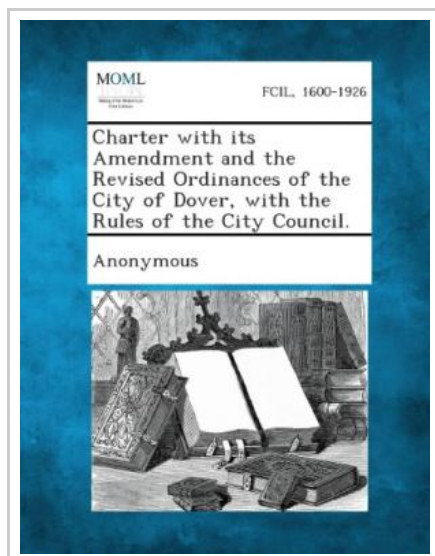 MOML
FCIL, 1600-1926
Charter with its
Amendment and the
Revised Ordinances of the
City of Dover, with the
Rules of the City Council.
Anonymous